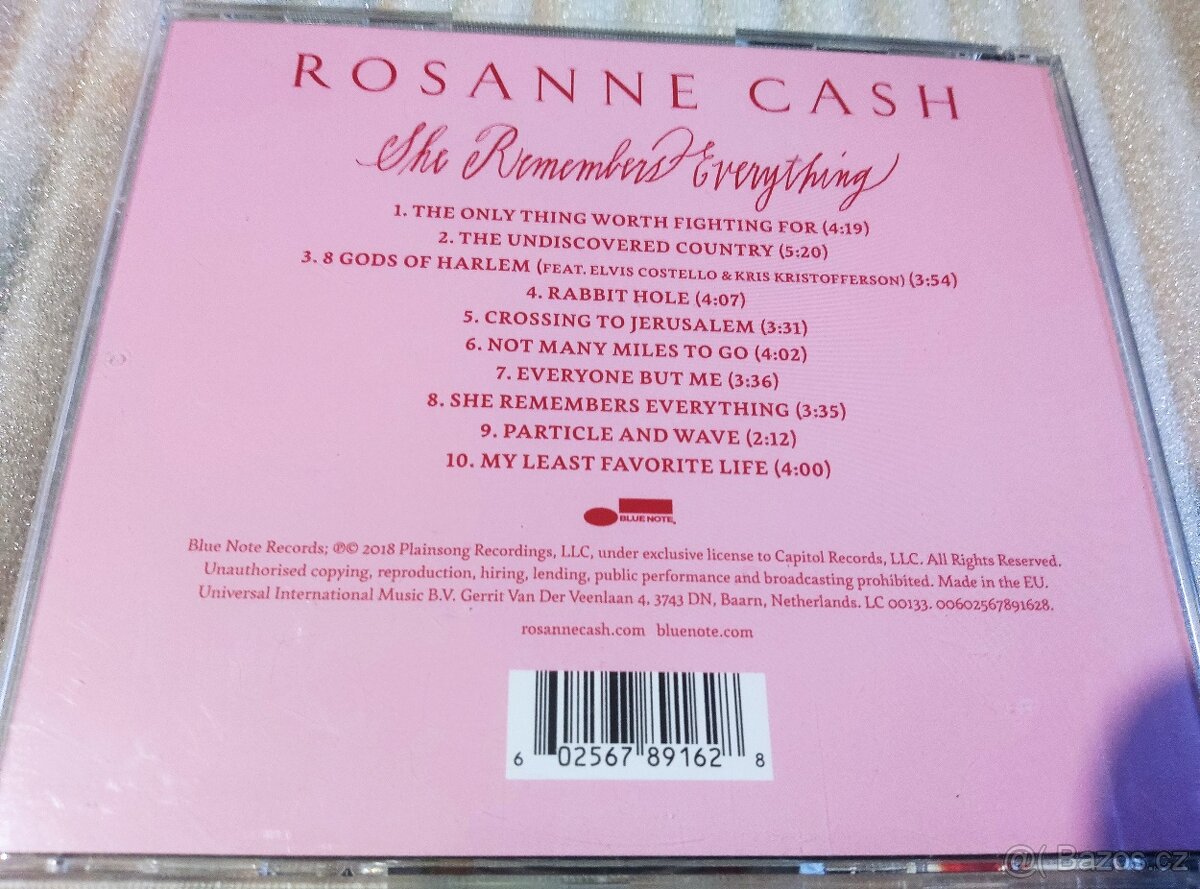 ROSANNE CASH
She Remembers Everything
1. THE ONLY THING WORTH FIGHTING FOR (4:19)
2. THE UNDISCOVERED COUNTRY (5:20)
3. 8 GODS OF HARLEM (FEAT. ELVIS COSTELLO & KRIS KRISTOFFERSON) (3:54)
4. RABBIT HOLE (4:07)
5. CROSSING TO JERUSALEM (3:31)
6. NOT MANY MILES TO GO (4:02)
7. EVERYONE BUT ME (3:36)
8. SHE REMEMBERS EVERYTHING (3:35)
9. PARTICLE AND WAVE (2:12)
10. MY LEAST FAVORITE LIFE (4:00)
BLUE NOTE
Blue Note Records; ℗© 2018 Plainsong Recordings, LLC, under exclusive license to Capitol Records, LLC. All Rights Reserved.
Unauthorised copying, reproduction, hiring, lending, public performance and broadcasting prohibited. Made in the EU.
Universal International Music B.V. Gerrit Van Der Veenlaan 4, 3743 DN, Baarn, Netherlands. LC 00133. 00602567891628.
rosannecash.com bluenote.com
6 02567 89162 8
@( Bazos.cz